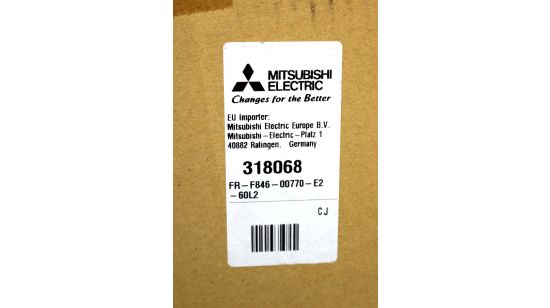 MITSUBISHI
ELECTRIC
Changes for the Better
EU Importer:
Mitsubishi Electric Europe B.V.
Mitsubishi-Electric-Platz 1
40882 Ratingen, Germany
318068
FR-F846-00770-E2
-60L2
CJ